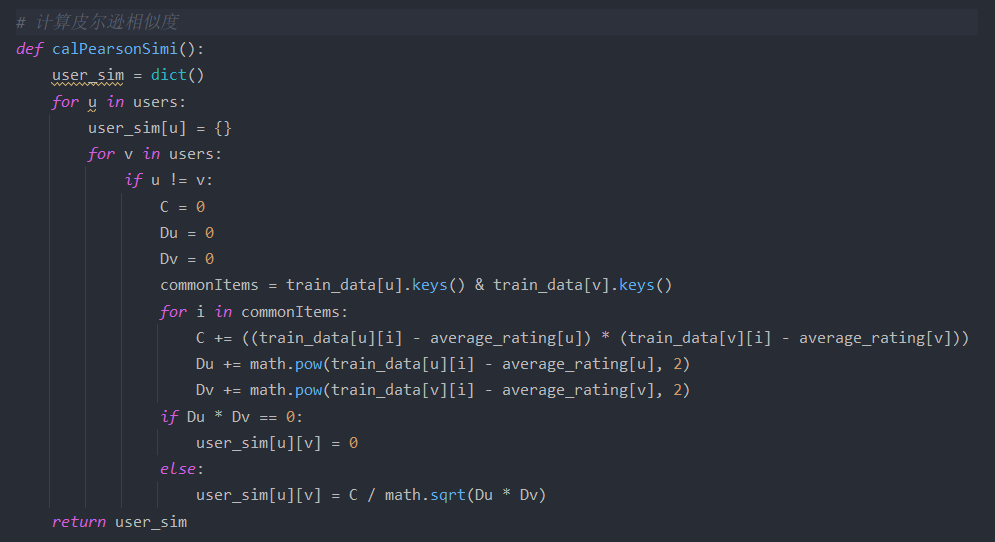 # 计算皮尔逊相似度
def calPearsonSimi():
    user_sim = dict()
    for u in users:
        user_sim[u] = {}
        for v in users:
            if u != v:
                C = 0
                Du = 0
                Dv = 0
                commonItems = train_data[u].keys() & train_data[v].keys()
                for i in commonItems:
                    C += ((train_data[u][i] - average_rating[u]) * (train_data[v][i] - average_rating[v]))
                    Du += math.pow(train_data[u][i] - average_rating[u], 2)
                    Dv += math.pow(train_data[v][i] - average_rating[v], 2)
                if Du * Dv == 0:
                    user_sim[u][v] = 0
                else:
                    user_sim[u][v] = C / math.sqrt(Du * Dv)
    return user_sim